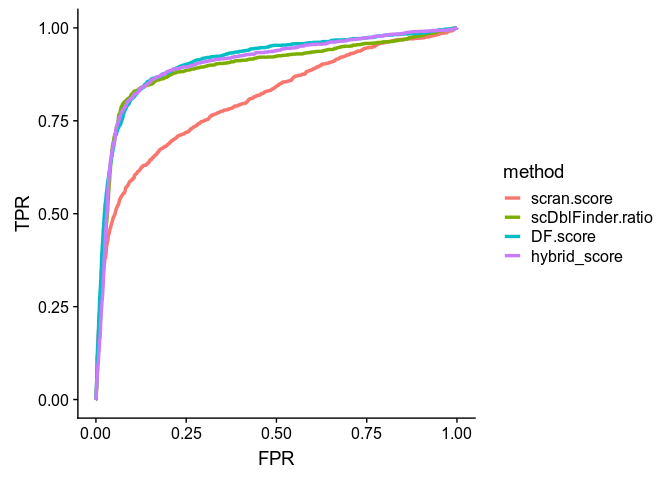 1.00
0.75
0.50
0.25
0.00
TPR
0.00 0.25 0.50 0.75 1.00
FPR
method
scran.score
scDblFinder.ratio
DF.score
hybrid_score